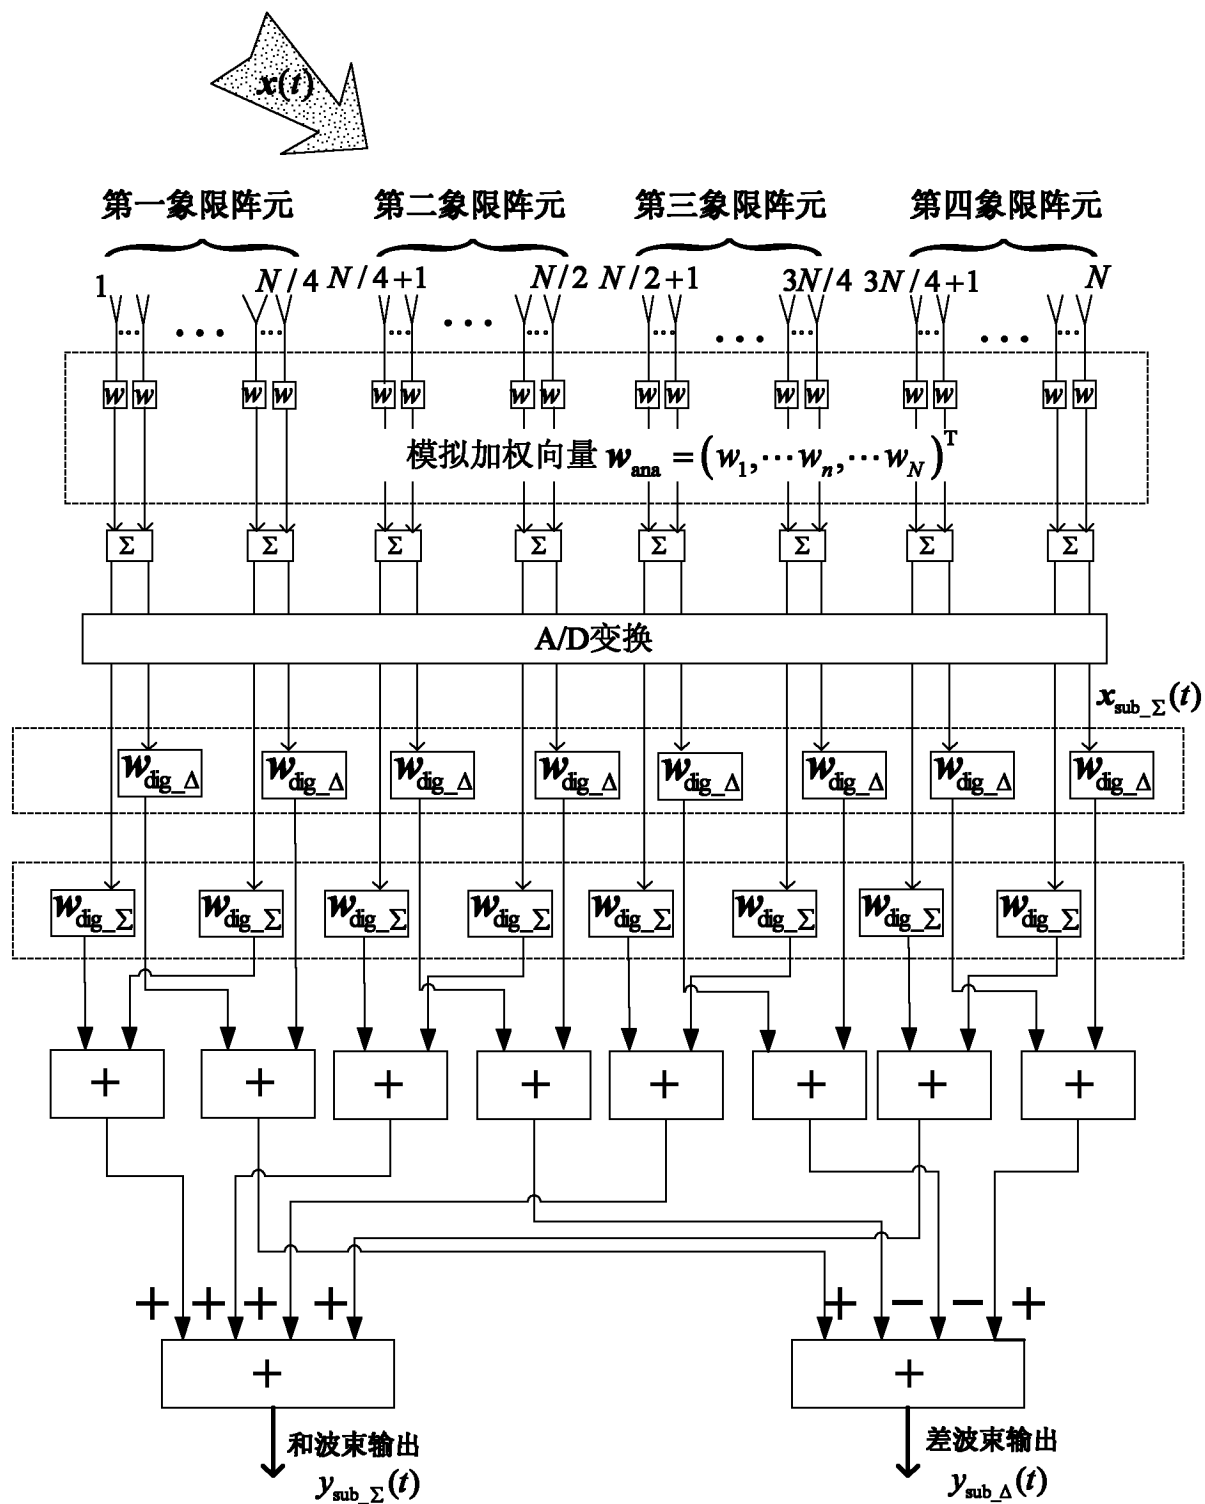 x(t)
第一象限阵元 第二象限阵元 第三象限阵元 第四象限阵元
1 N/4 N/4+1 N/2 N/2+1 3N/4 3N/4+1 N
... ... ... ... ... ... ... ... ... ... ... ...
w w w w w w w w w w w w w w w w
模拟加权向量 w_ana = (w_1, ⋯ w_n, ⋯ w_N)^T
Σ Σ Σ Σ Σ Σ Σ Σ
A/D变换
x_sub_Σ(t)
w_dig_Δ w_dig_Δ w_dig_Δ w_dig_Δ w_dig_Δ w_dig_Δ w_dig_Δ w_dig_Δ
w_dig_Σ w_dig_Σ w_dig_Σ w_dig_Σ w_dig_Σ w_dig_Σ w_dig_Σ w_dig_Σ
+ + + + + + + +
+ + + + + − − +
+ +
和波束输出 差波束输出
y_sub_Σ(t) y_sub_Δ(t)